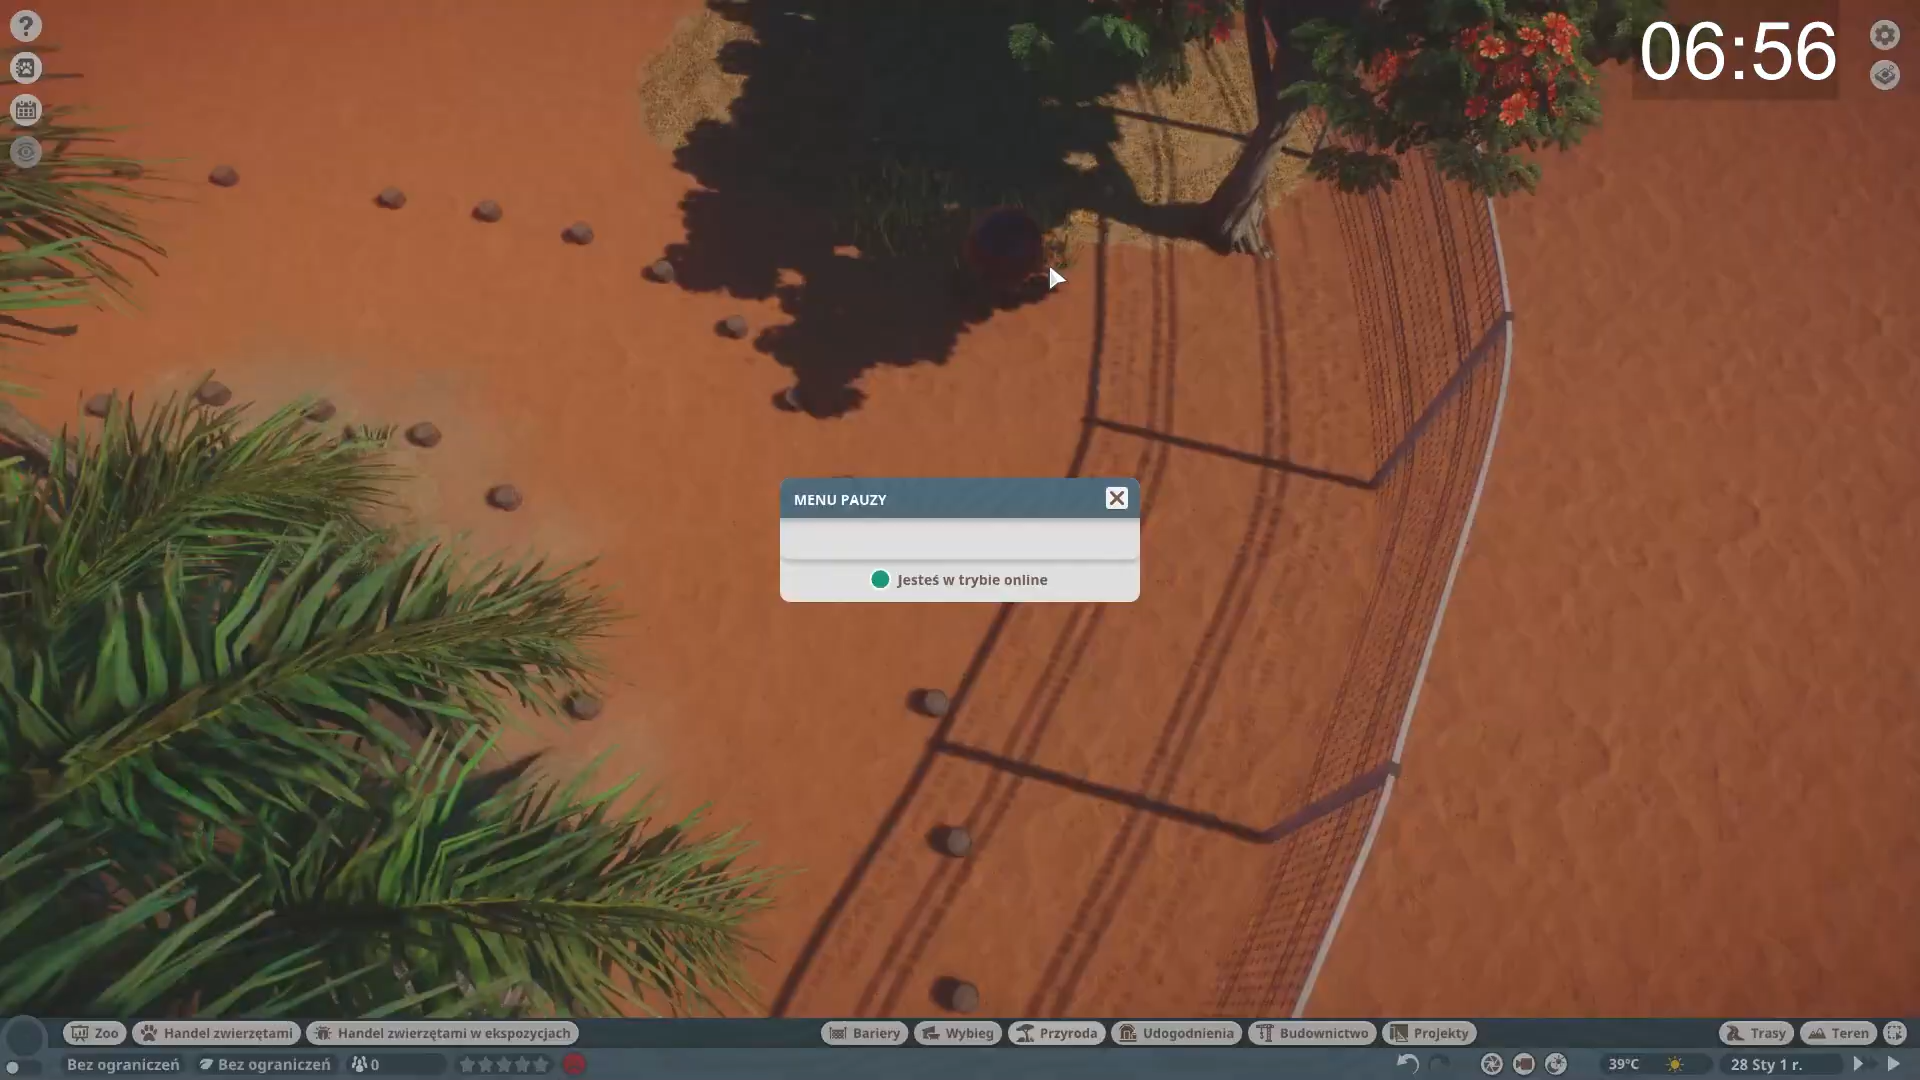 06:56
MENU PAUZY
Jesteś w trybie online
Zoo
Handel zwierzętami
Handel zwierzętami w ekspozycjach
Bariery
Wybieg
Przyroda
Udogodnienia
Budownictwo
Projekty
Trasy
Teren
Bez ograniczeń
Bez ograniczeń
0
39°C
28 Sty 1 r.